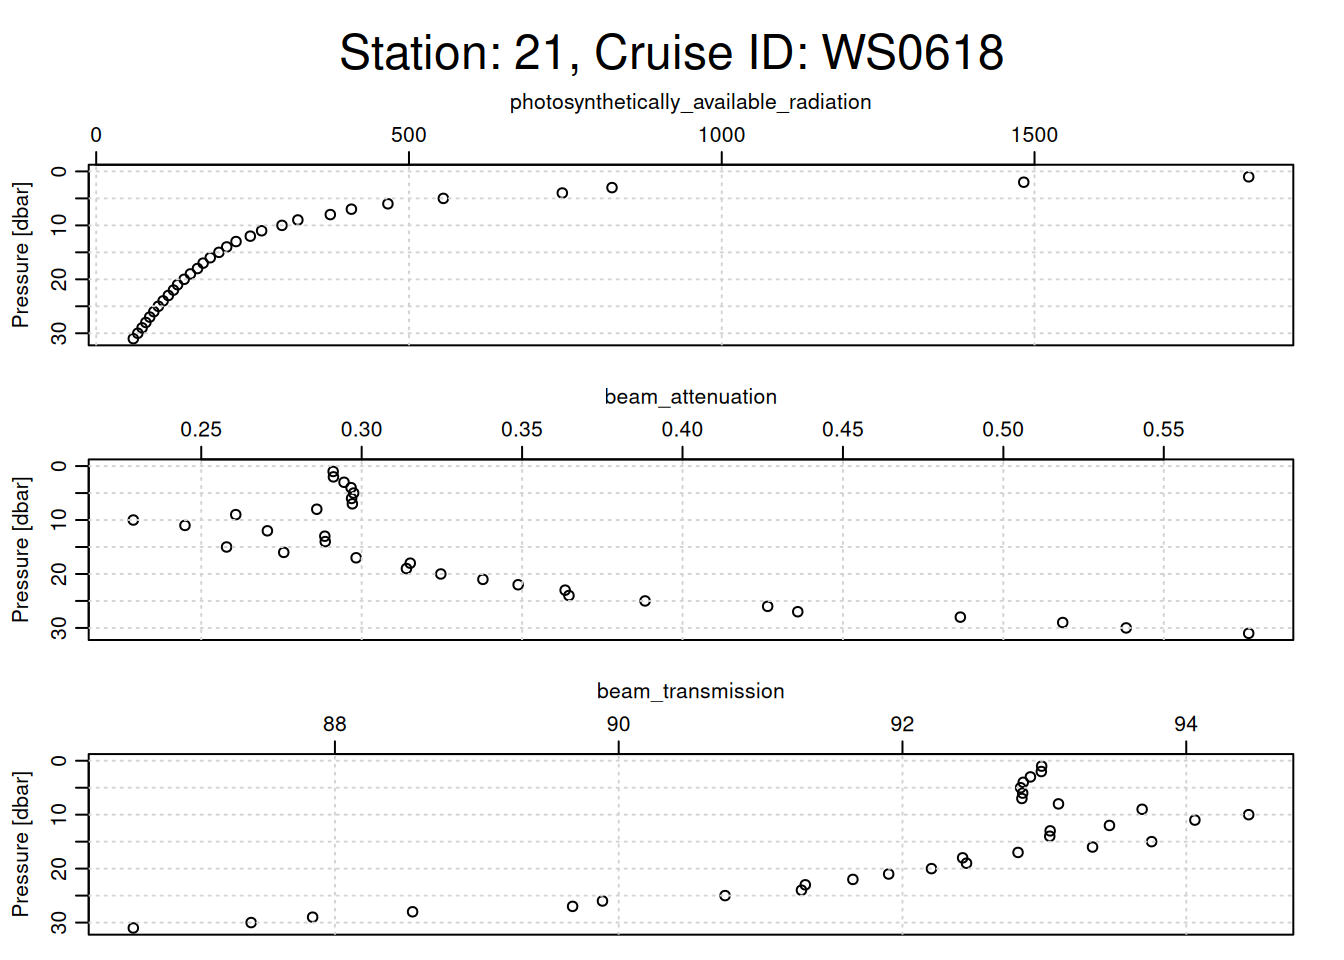 Station: 21, Cruise ID: WS0618
photosynthetically_available_radiation
0 500 1000 1500
Pressure [dbar]
0
10
20
30
beam_attenuation
0.25 0.30 0.35 0.40 0.45 0.50 0.55
Pressure [dbar]
0
10
20
30
beam_transmission
88 90 92 94
Pressure [dbar]
0
10
20
30